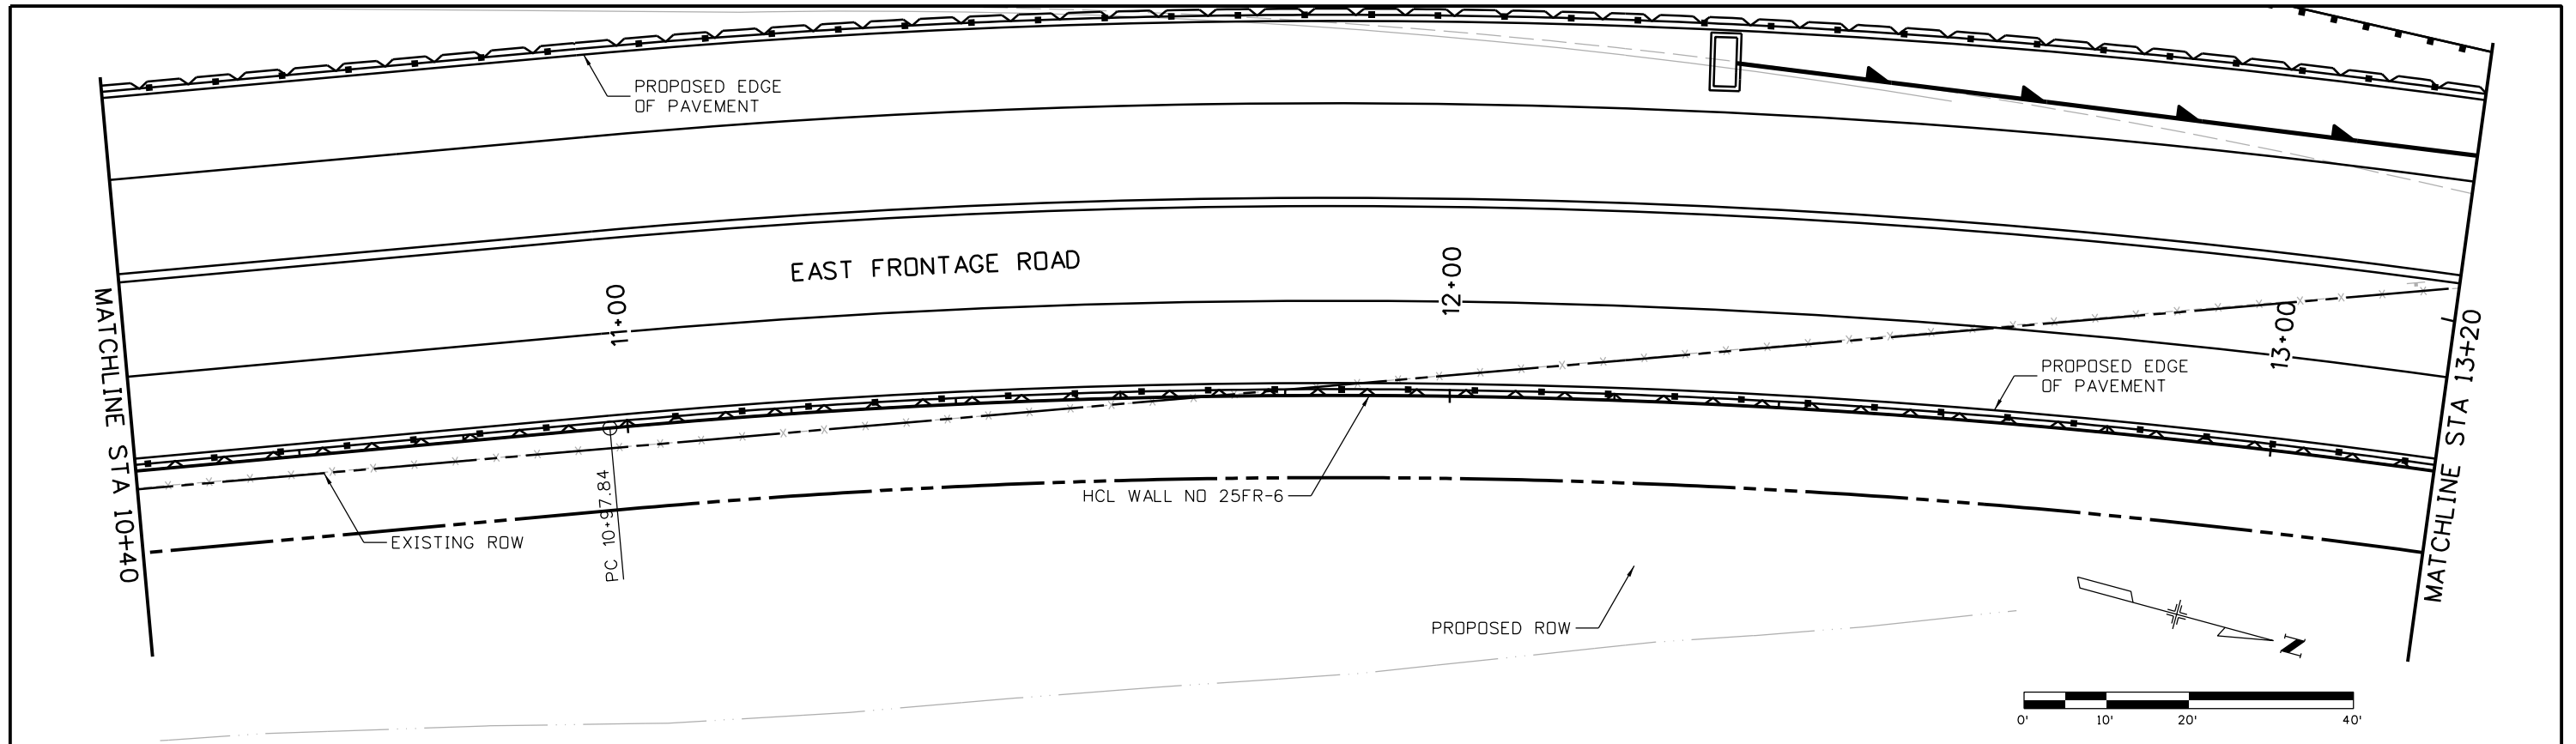 PROPOSED EDGE
OF PAVEMENT
EAST FRONTAGE ROAD
11+00
12+00
13+00
MATCHLINE STA 10+40
MATCHLINE STA 13+20
PROPOSED EDGE
OF PAVEMENT
PC 10+97.84
HCL WALL NO 25FR-6
EXISTING ROW
PROPOSED ROW
N
0' 10' 20' 40'